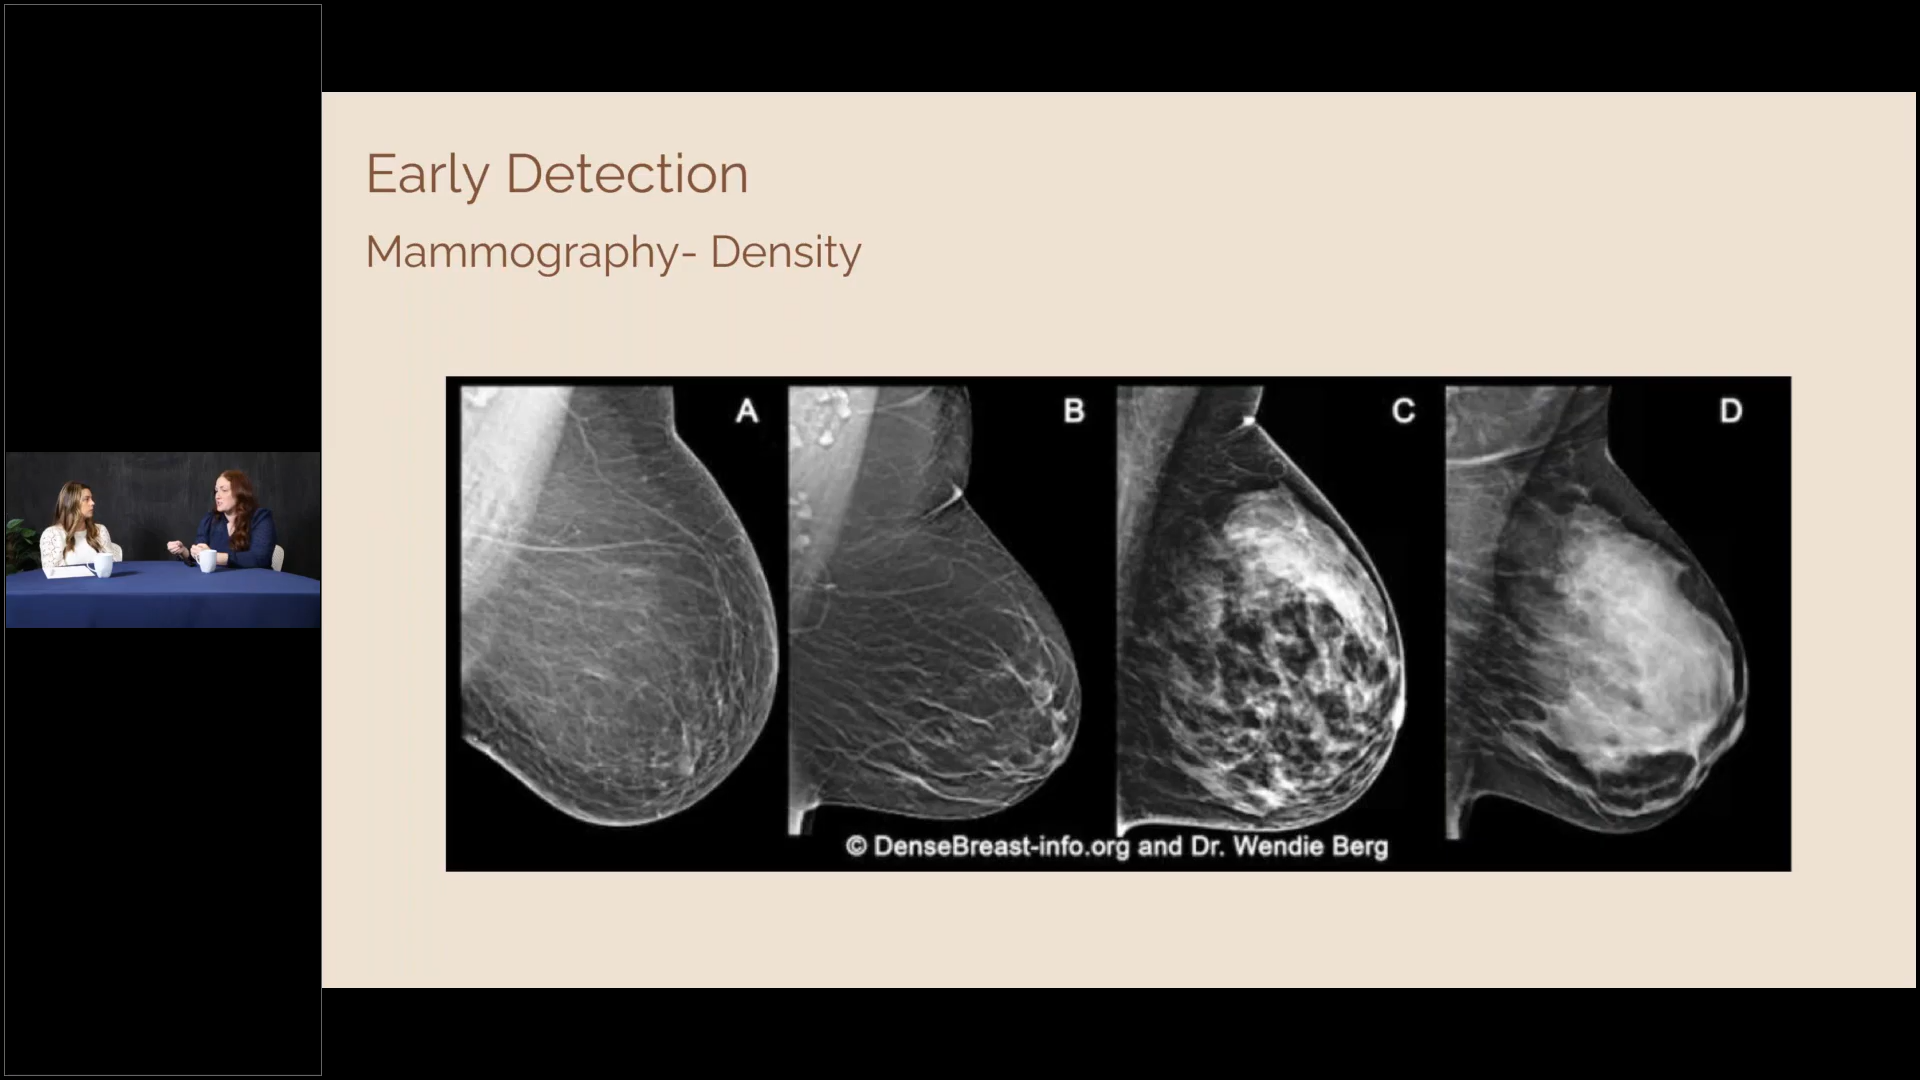 Early Detection
Mammography- Density
A
B
C
D
© DenseBreast-info.org and Dr. Wendie Berg